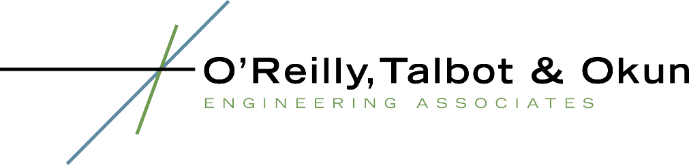 O'Reilly, Talbot & Okun
ENGINEERING ASSOCIATES